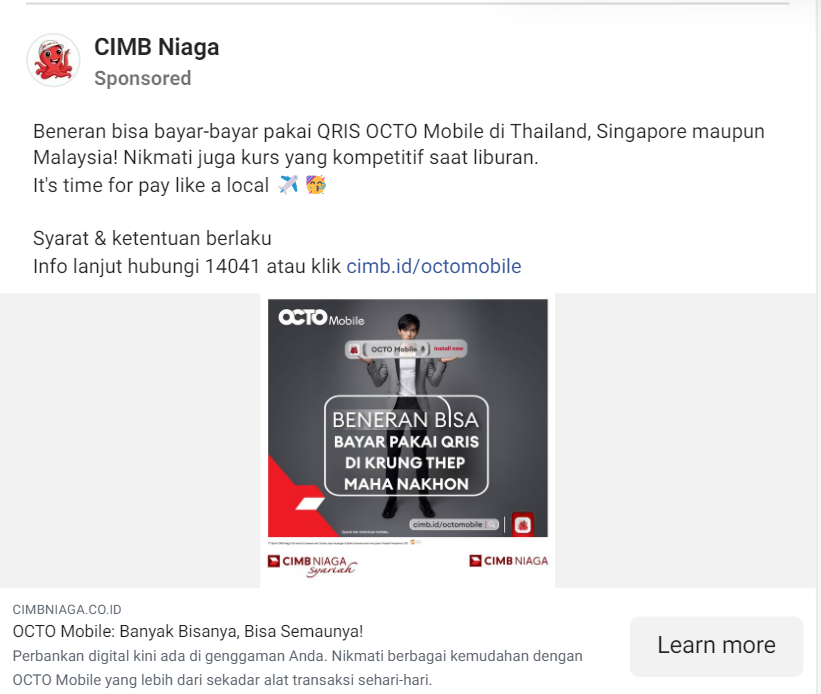 CIMB Niaga
Sponsored
Beneran bisa bayar-bayar pakai QRIS OCTO Mobile di Thailand, Singapore maupun
Malaysia! Nikmati juga kurs yang kompetitif saat liburan.
It's time for pay like a local ✈️ 🥳
Syarat & ketentuan berlaku
Info lanjut hubungi 14041 atau klik cimb.id/octomobile
OCTO Mobile
OCTO Mobile Install now
BENERAN BISA
BAYAR PAKAI QRIS
DI KRUNG THEP
MAHA NAKHON
cimb.id/octomobile
Syarat dan ketentuan berlaku.
CIMB NIAGA
syariah
CIMB NIAGA
CIMBNIAGA.CO.ID
OCTO Mobile: Banyak Bisanya, Bisa Semaunya!
Perbankan digital kini ada di genggaman Anda. Nikmati berbagai kemudahan dengan
OCTO Mobile yang lebih dari sekadar alat transaksi sehari-hari.
Learn more